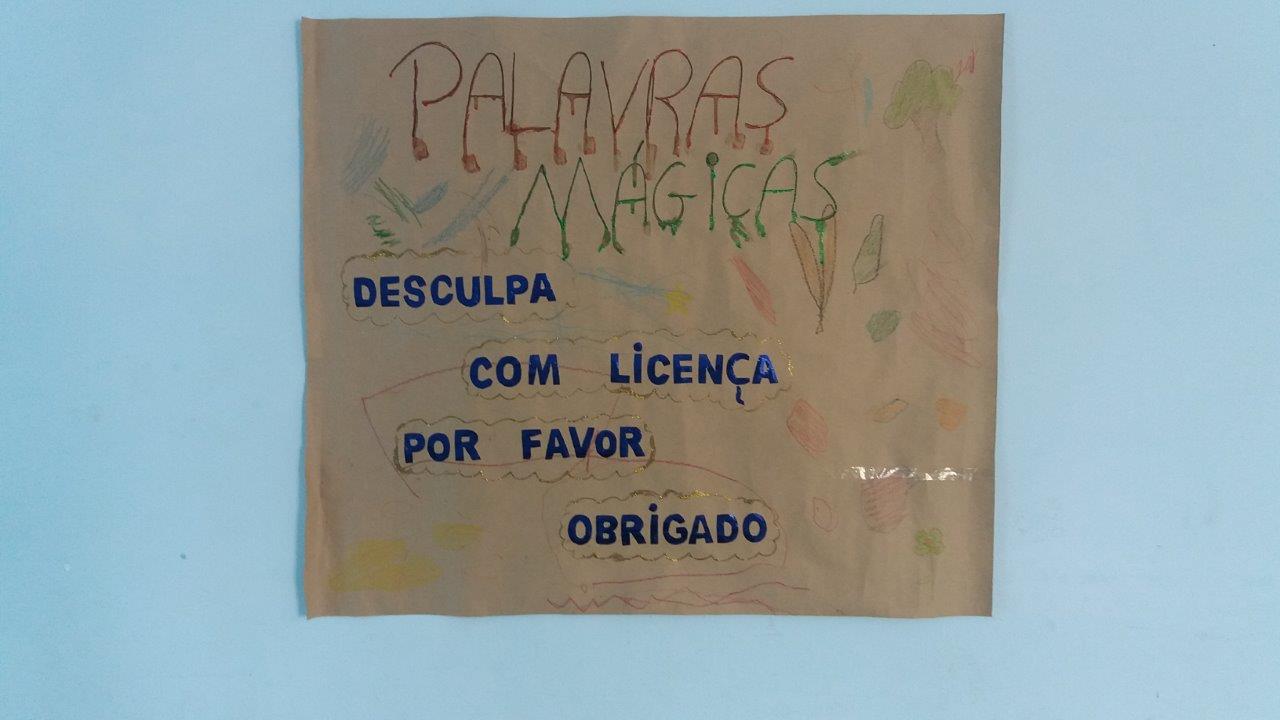 PALAVRAS
MÁGICAS
DESCULPA
COM LICENÇA
POR FAVOR
OBRIGADO